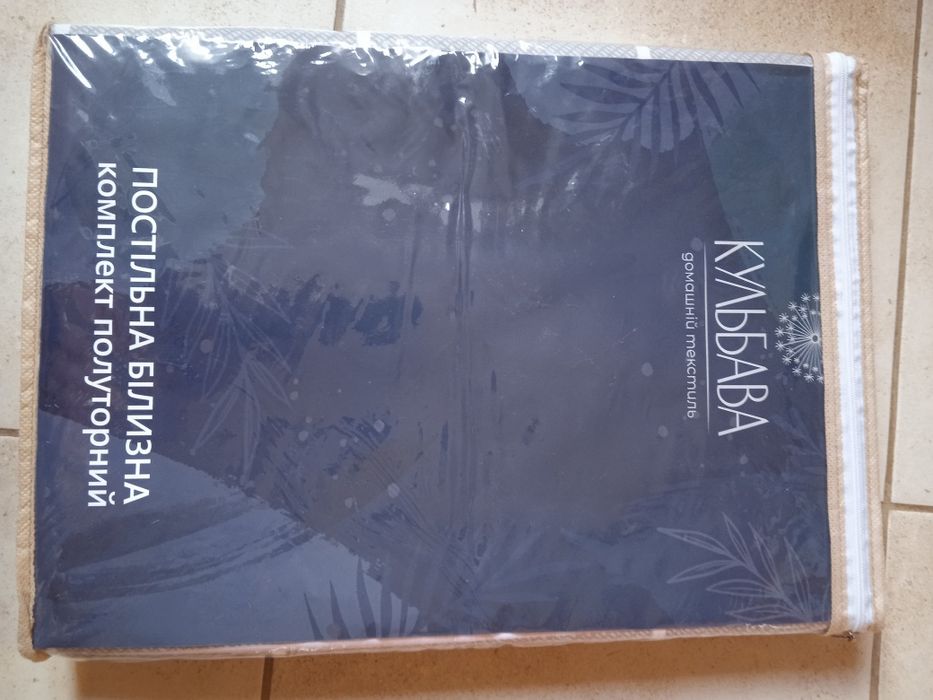 КУЛЬБАВА
домашній текстиль
ПОСТІЛЬНА БІЛИЗНА
комплект полуторний